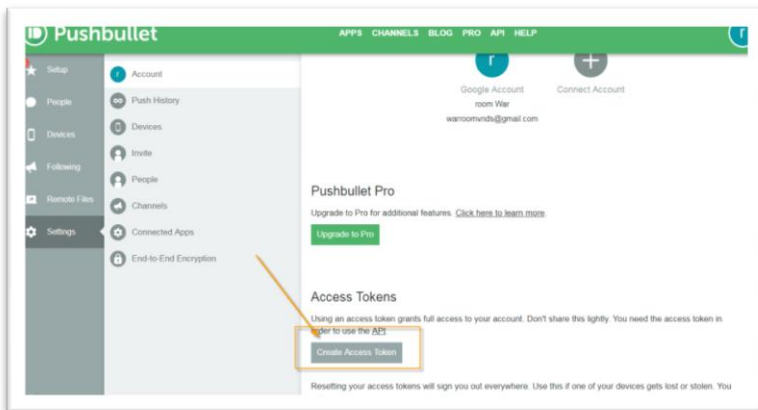 Pushbullet
APPS CHANNELS BLOG PRO API HELP
r
Setup
People
Devices
Following
Remote Files
Settings
r Account
Push History
Devices
Invite
People
Channels
Connected Apps
End-to-End Encryption
r
Google Account
room War
warroomvnds@gmail.com
Connect Account
Pushbullet Pro
Upgrade to Pro for additional features. Click here to learn more.
Upgrade to Pro
Access Tokens
Using an access token grants full access to your account. Don't share this lightly. You need the access token in
order to use the API.
Create Access Token
Resetting your access tokens will sign you out everywhere. Use this if one of your devices gets lost or stolen. You